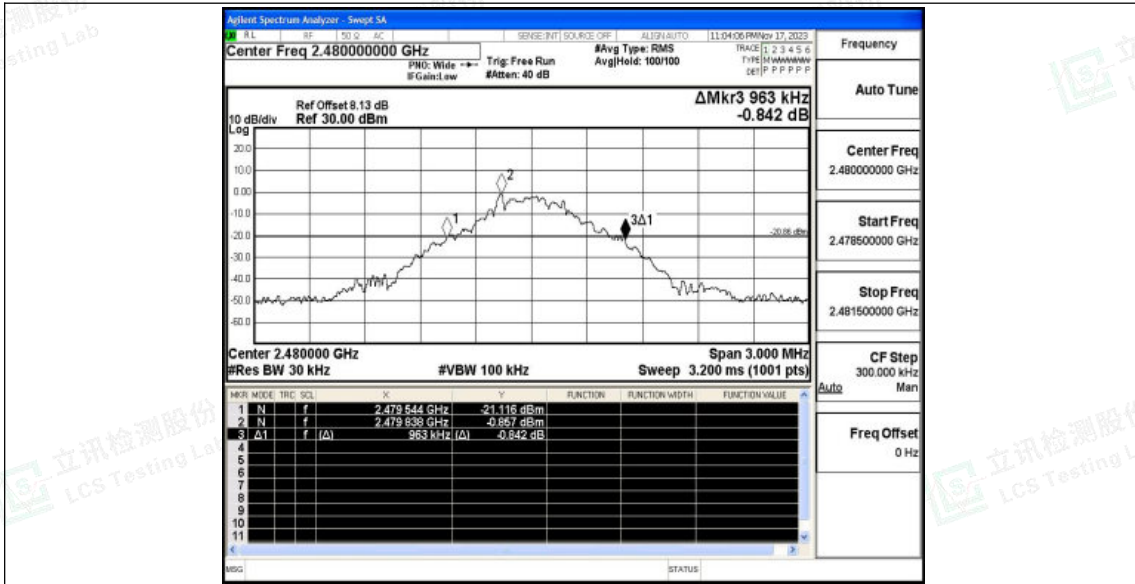 Agilent Spectrum Analyzer - Swept SA
RL RF 50 Ω AC SENSE:INT SOURCE OFF ALIGN AUTO 11:04:06 PM Nov 17, 2023
Center Freq 2.480000000 GHz
PNO: Wide
IFGain:Low
Trig: Free Run
#Atten: 40 dB
#Avg Type: RMS
Avg|Hold: 100/100
TRACE 1 2 3 4 5 6
TYPE M W W W W W
DET P P P P P P
Ref Offset 8.13 dB
Ref 30.00 dBm
10 dB/div
Log
ΔMkr3 963 kHz
-0.842 dB
20.0
10.0
0.00
-10.0
-20.0
-30.0
-40.0
-50.0
-60.0
1
2
3Δ1
-20.86 dBm
Center 2.480000 GHz
#Res BW 30 kHz
#VBW 100 kHz
Span 3.000 MHz
Sweep 3.200 ms (1001 pts)
MKR MODE TRC SCL X Y FUNCTION FUNCTION WIDTH FUNCTION VALUE
1 N f 2.479 544 GHz -21.116 dBm
2 N f 2.479 838 GHz -0.857 dBm
3 Δ1 f (Δ) 963 kHz (Δ) -0.842 dB
4
5
6
7
8
9
10
11
MSG STATUS
Frequency
Auto Tune
Center Freq
2.480000000 GHz
Start Freq
2.478500000 GHz
Stop Freq
2.481500000 GHz
CF Step
300.000 kHz
Auto Man
Freq Offset
0 Hz
立讯检测股份
LCS Testing Lab
立讯检测股份
LCS Testing L